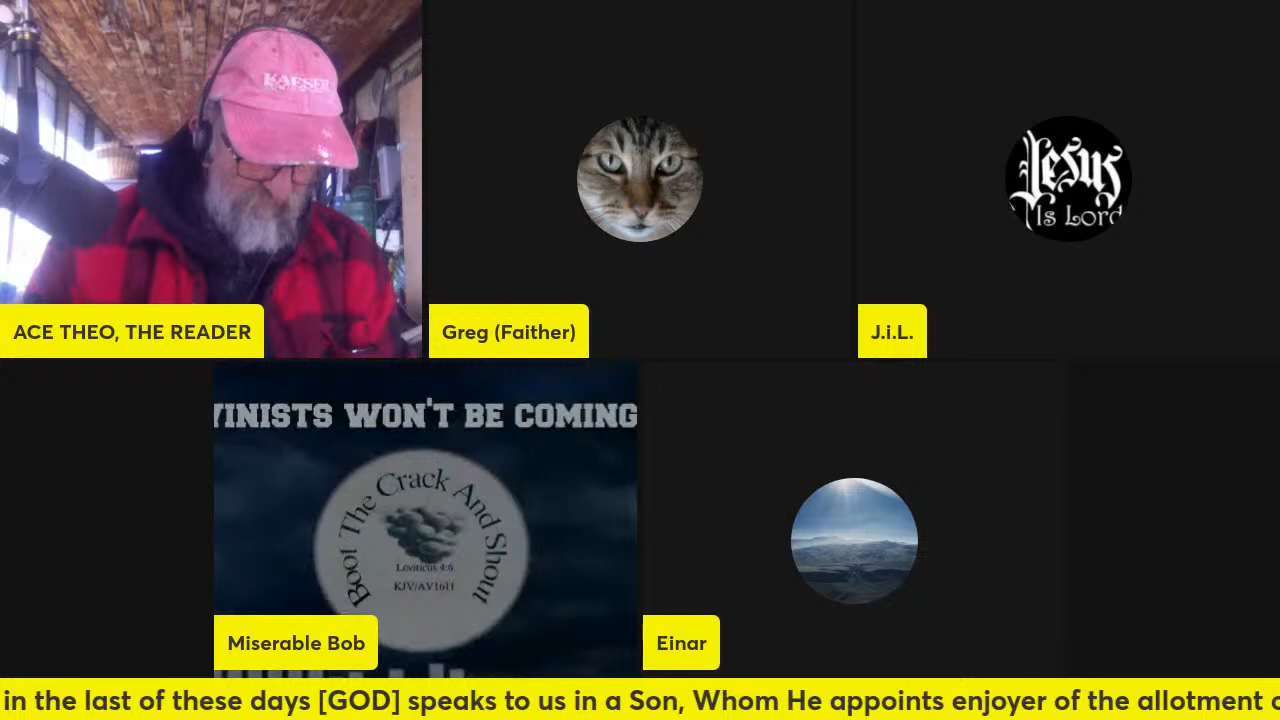 KAESER
ACE THEO, THE READER
Greg (Faither)
Jesus
Is Lord
J.i.L.
VINISTS WON'T BE COMING
Boot The Crack And Shout
Leviticus 4:6
KJV/AV1611
Miserable Bob
Einar
in the last of these days [GOD] speaks to us in a Son, Whom He appoints enjoyer of the allotment